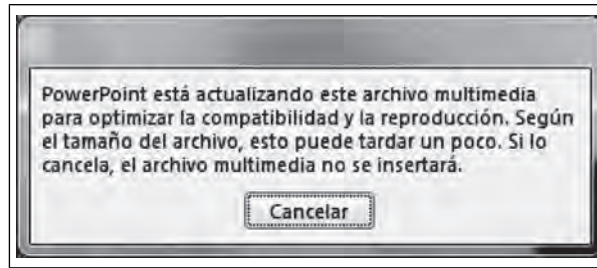 PowerPoint está actualizando este archivo multimedia
para optimizar la compatibilidad y la reproducción. Según
el tamaño del archivo, esto puede tardar un poco. Si lo
cancela, el archivo multimedia no se insertará.
Cancelar